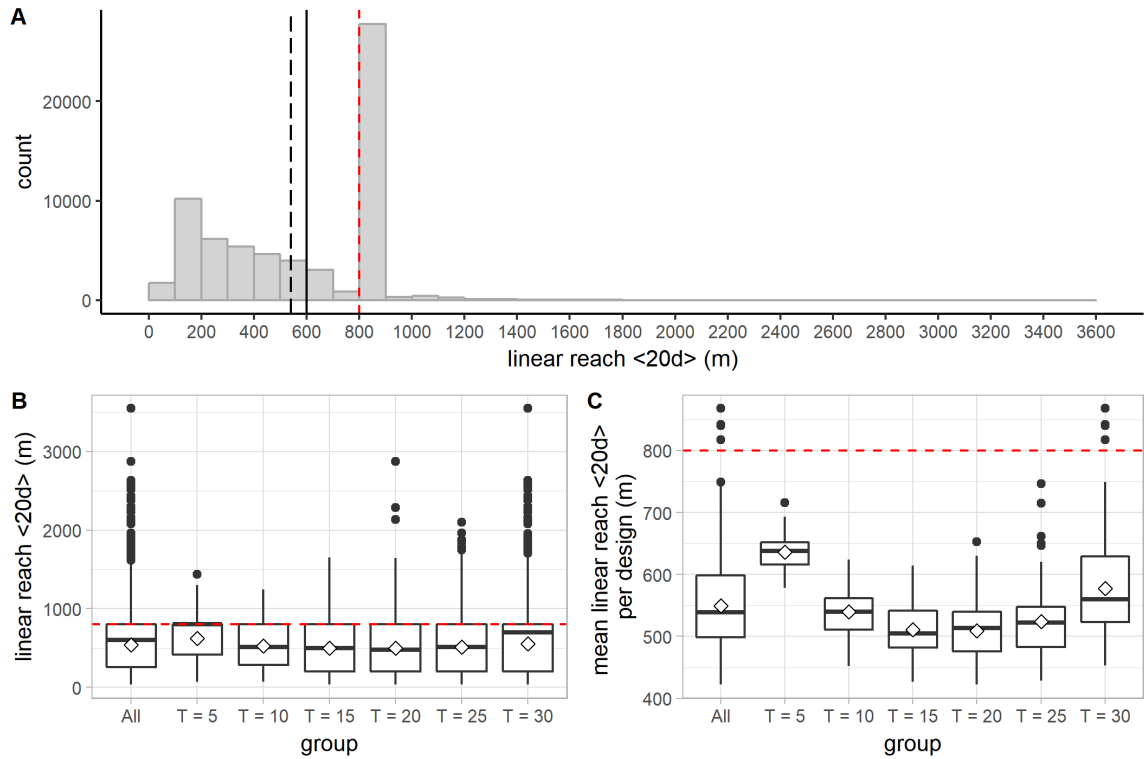 A
count
20000
10000
0
0 200 400 600 800 1000 1200 1400 1600 1800 2000 2200 2400 2600 2800 3000 3200 3400 3600
linear reach <20d> (m)
B
linear reach <20d> (m)
3000
2000
1000
0
All T = 5 T = 10 T = 15 T = 20 T = 25 T = 30
group
C
mean linear reach <20d>
per design (m)
800
700
600
500
400
All T = 5 T = 10 T = 15 T = 20 T = 25 T = 30
group